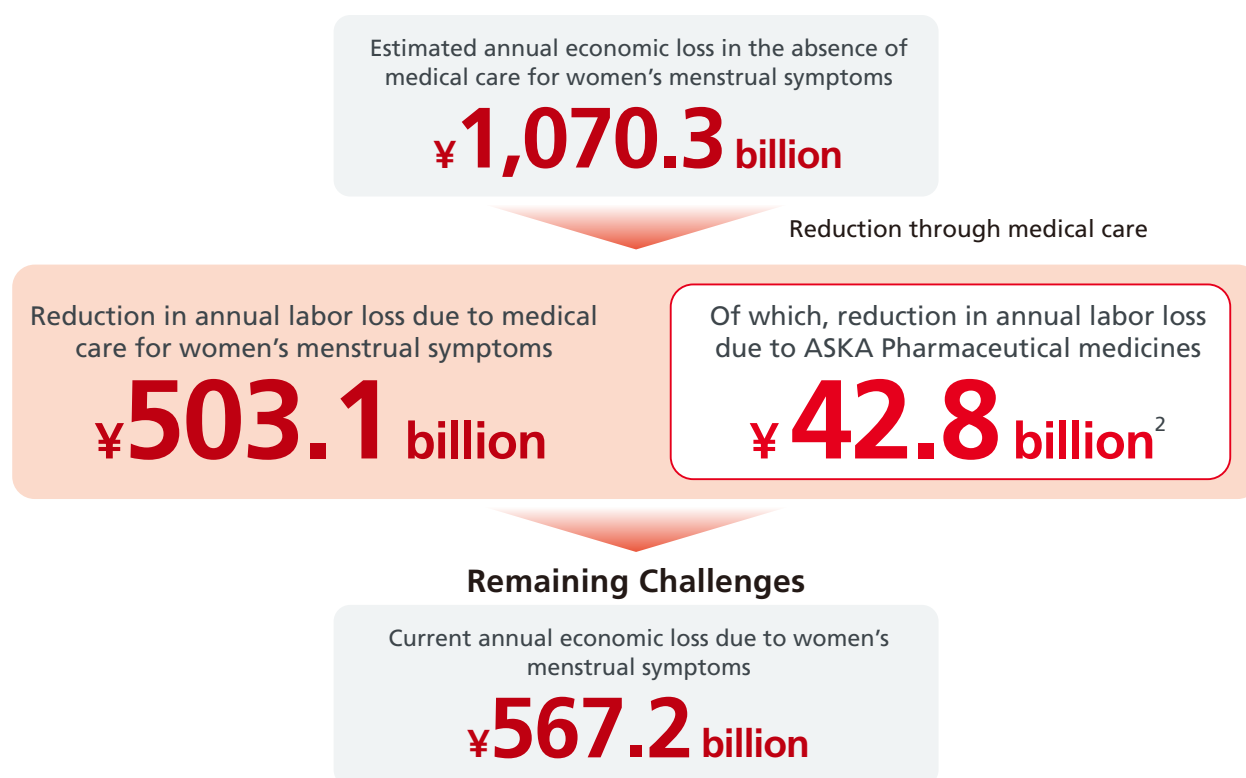 Estimated annual economic loss in the absence of
medical care for women's menstrual symptoms
¥1,070.3 billion
Reduction through medical care
Reduction in annual labor loss due to medical
care for women's menstrual symptoms
¥503.1 billion
Of which, reduction in annual labor loss
due to ASKA Pharmaceutical medicines
¥42.8 billion²
Remaining Challenges
Current annual economic loss due to women's
menstrual symptoms
¥567.2 billion